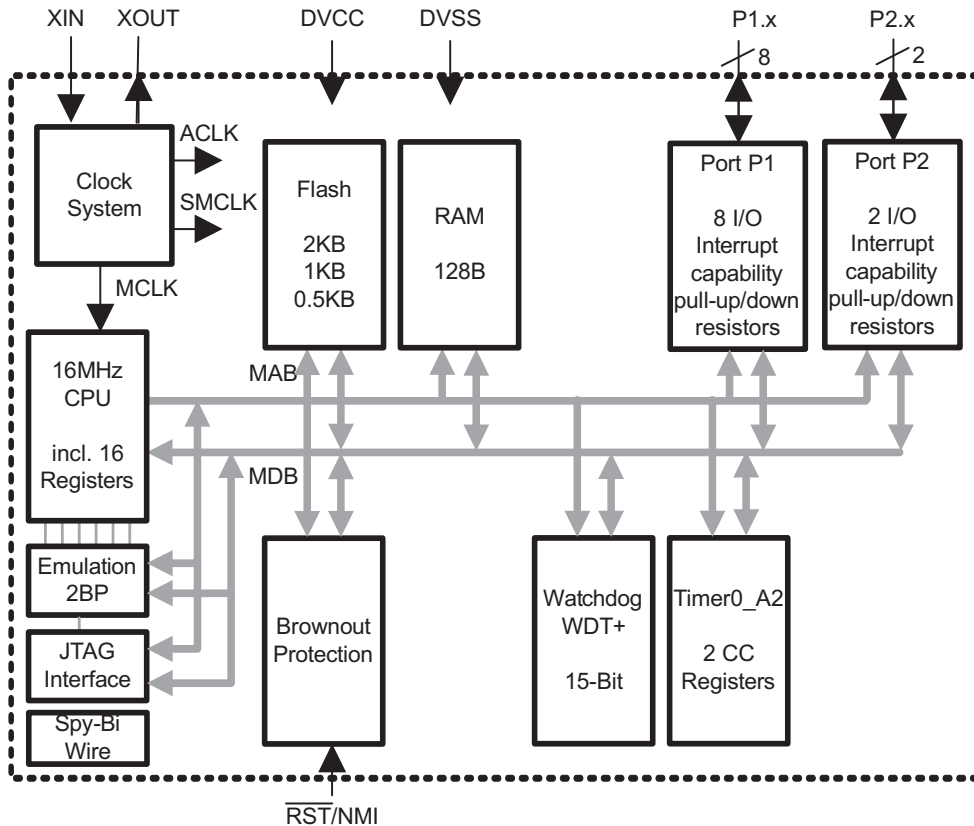 XIN XOUT DVCC DVSS P1.x P2.x
8 2
ACLK
Clock
System
SMCLK
MCLK
Flash
2KB
1KB
0.5KB
RAM
128B
Port P1
8 I/O
Interrupt
capability
pull-up/down
resistors
Port P2
2 I/O
Interrupt
capability
pull-up/down
resistors
16MHz
CPU
incl. 16
Registers
MAB
MDB
Emulation
2BP
JTAG
Interface
Spy-Bi
Wire
Brownout
Protection
Watchdog
WDT+
15-Bit
Timer0_A2
2 CC
Registers
RST/NMI